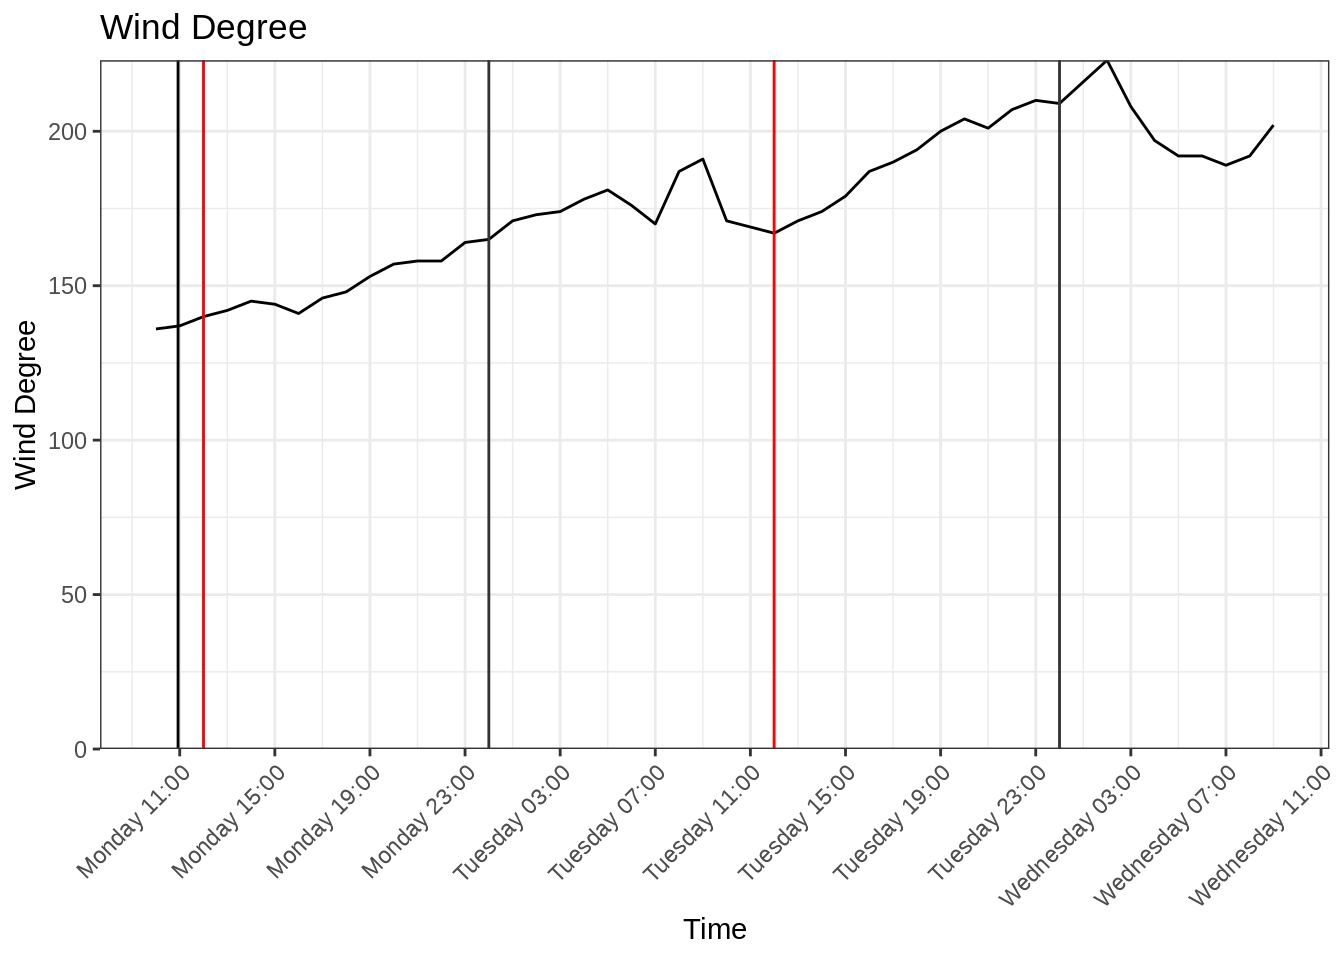 Wind Degree
Wind Degree
200
150
100
50
0
Monday 11:00
Monday 15:00
Monday 19:00
Monday 23:00
Tuesday 03:00
Tuesday 07:00
Tuesday 11:00
Tuesday 15:00
Tuesday 19:00
Tuesday 23:00
Wednesday 03:00
Wednesday 07:00
Wednesday 11:00
Time